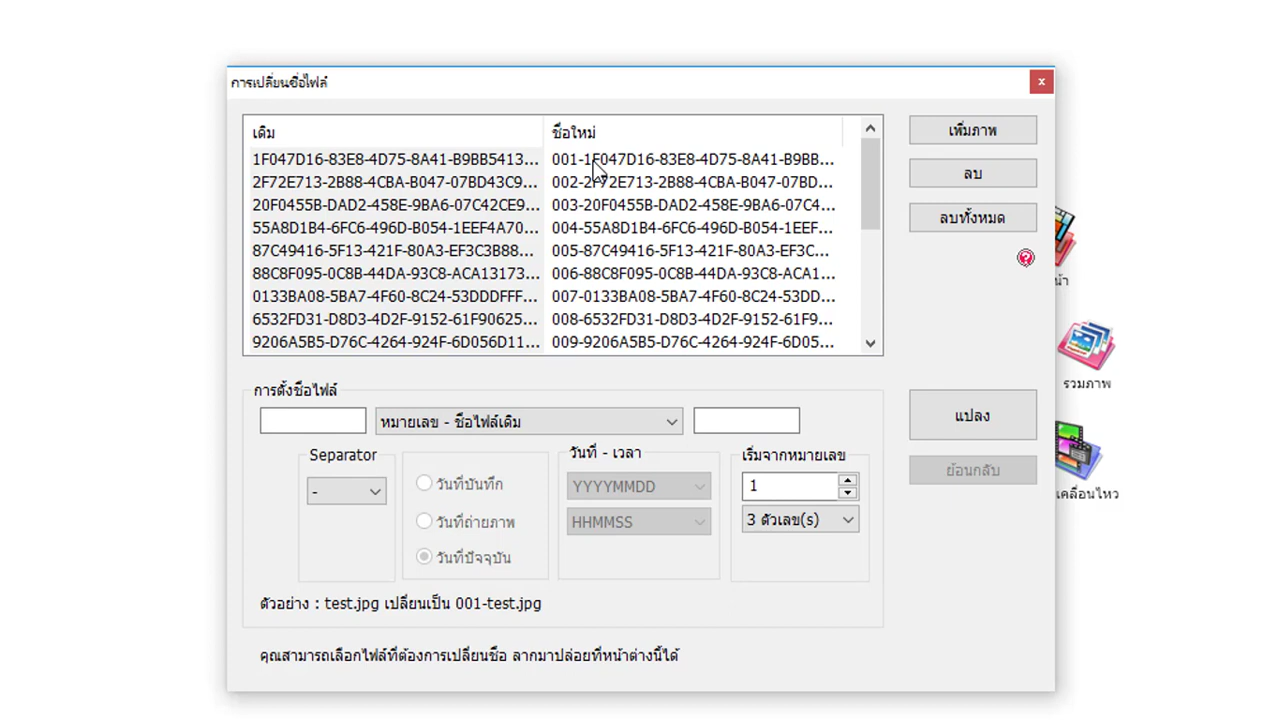 การเปลี่ยนชื่อไฟล์
เดิม ชื่อใหม่
1F047D16-83E8-4D75-8A41-B9BB5413... 001-1F047D16-83E8-4D75-8A41-B9BB...
2F72E713-2B88-4CBA-B047-07BD43C9... 002-2F72E713-2B88-4CBA-B047-07BD...
20F0455B-DAD2-458E-9BA6-07C42CE9... 003-20F0455B-DAD2-458E-9BA6-07C4...
55A8D1B4-6FC6-496D-B054-1EEF4A70... 004-55A8D1B4-6FC6-496D-B054-1EEF...
87C49416-5F13-421F-80A3-EF3C3B88... 005-87C49416-5F13-421F-80A3-EF3C...
88C8F095-0C8B-44DA-93C8-ACA13173... 006-88C8F095-0C8B-44DA-93C8-ACA1...
0133BA08-5BA7-4F60-8C24-53DDDFFF... 007-0133BA08-5BA7-4F60-8C24-53DD...
6532FD31-D8D3-4D2F-9152-61F90625... 008-6532FD31-D8D3-4D2F-9152-61F9...
9206A5B5-D76C-4264-924F-6D056D11... 009-9206A5B5-D76C-4264-924F-6D05...
เพิ่มภาพ
ลบ
ลบทั้งหมด
รวมภาพ
เคลื่อนไหว
การตั้งชื่อไฟล์
หมายเลข - ชื่อไฟล์เดิม
แปลง
ย้อนกลับ
Separator
-
วันที่บันทึก
วันที่ถ่ายภาพ
วันที่ปัจจุบัน
วันที่ - เวลา
YYYYMMDD
HHMMSS
เริ่มจากหมายเลข
1
3 ตัวเลข(s)
ตัวอย่าง : test.jpg เปลี่ยนเป็น 001-test.jpg
คุณสามารถเลือกไฟล์ที่ต้องการเปลี่ยนชื่อ ลากมาปล่อยที่หน้าต่างนี้ได้